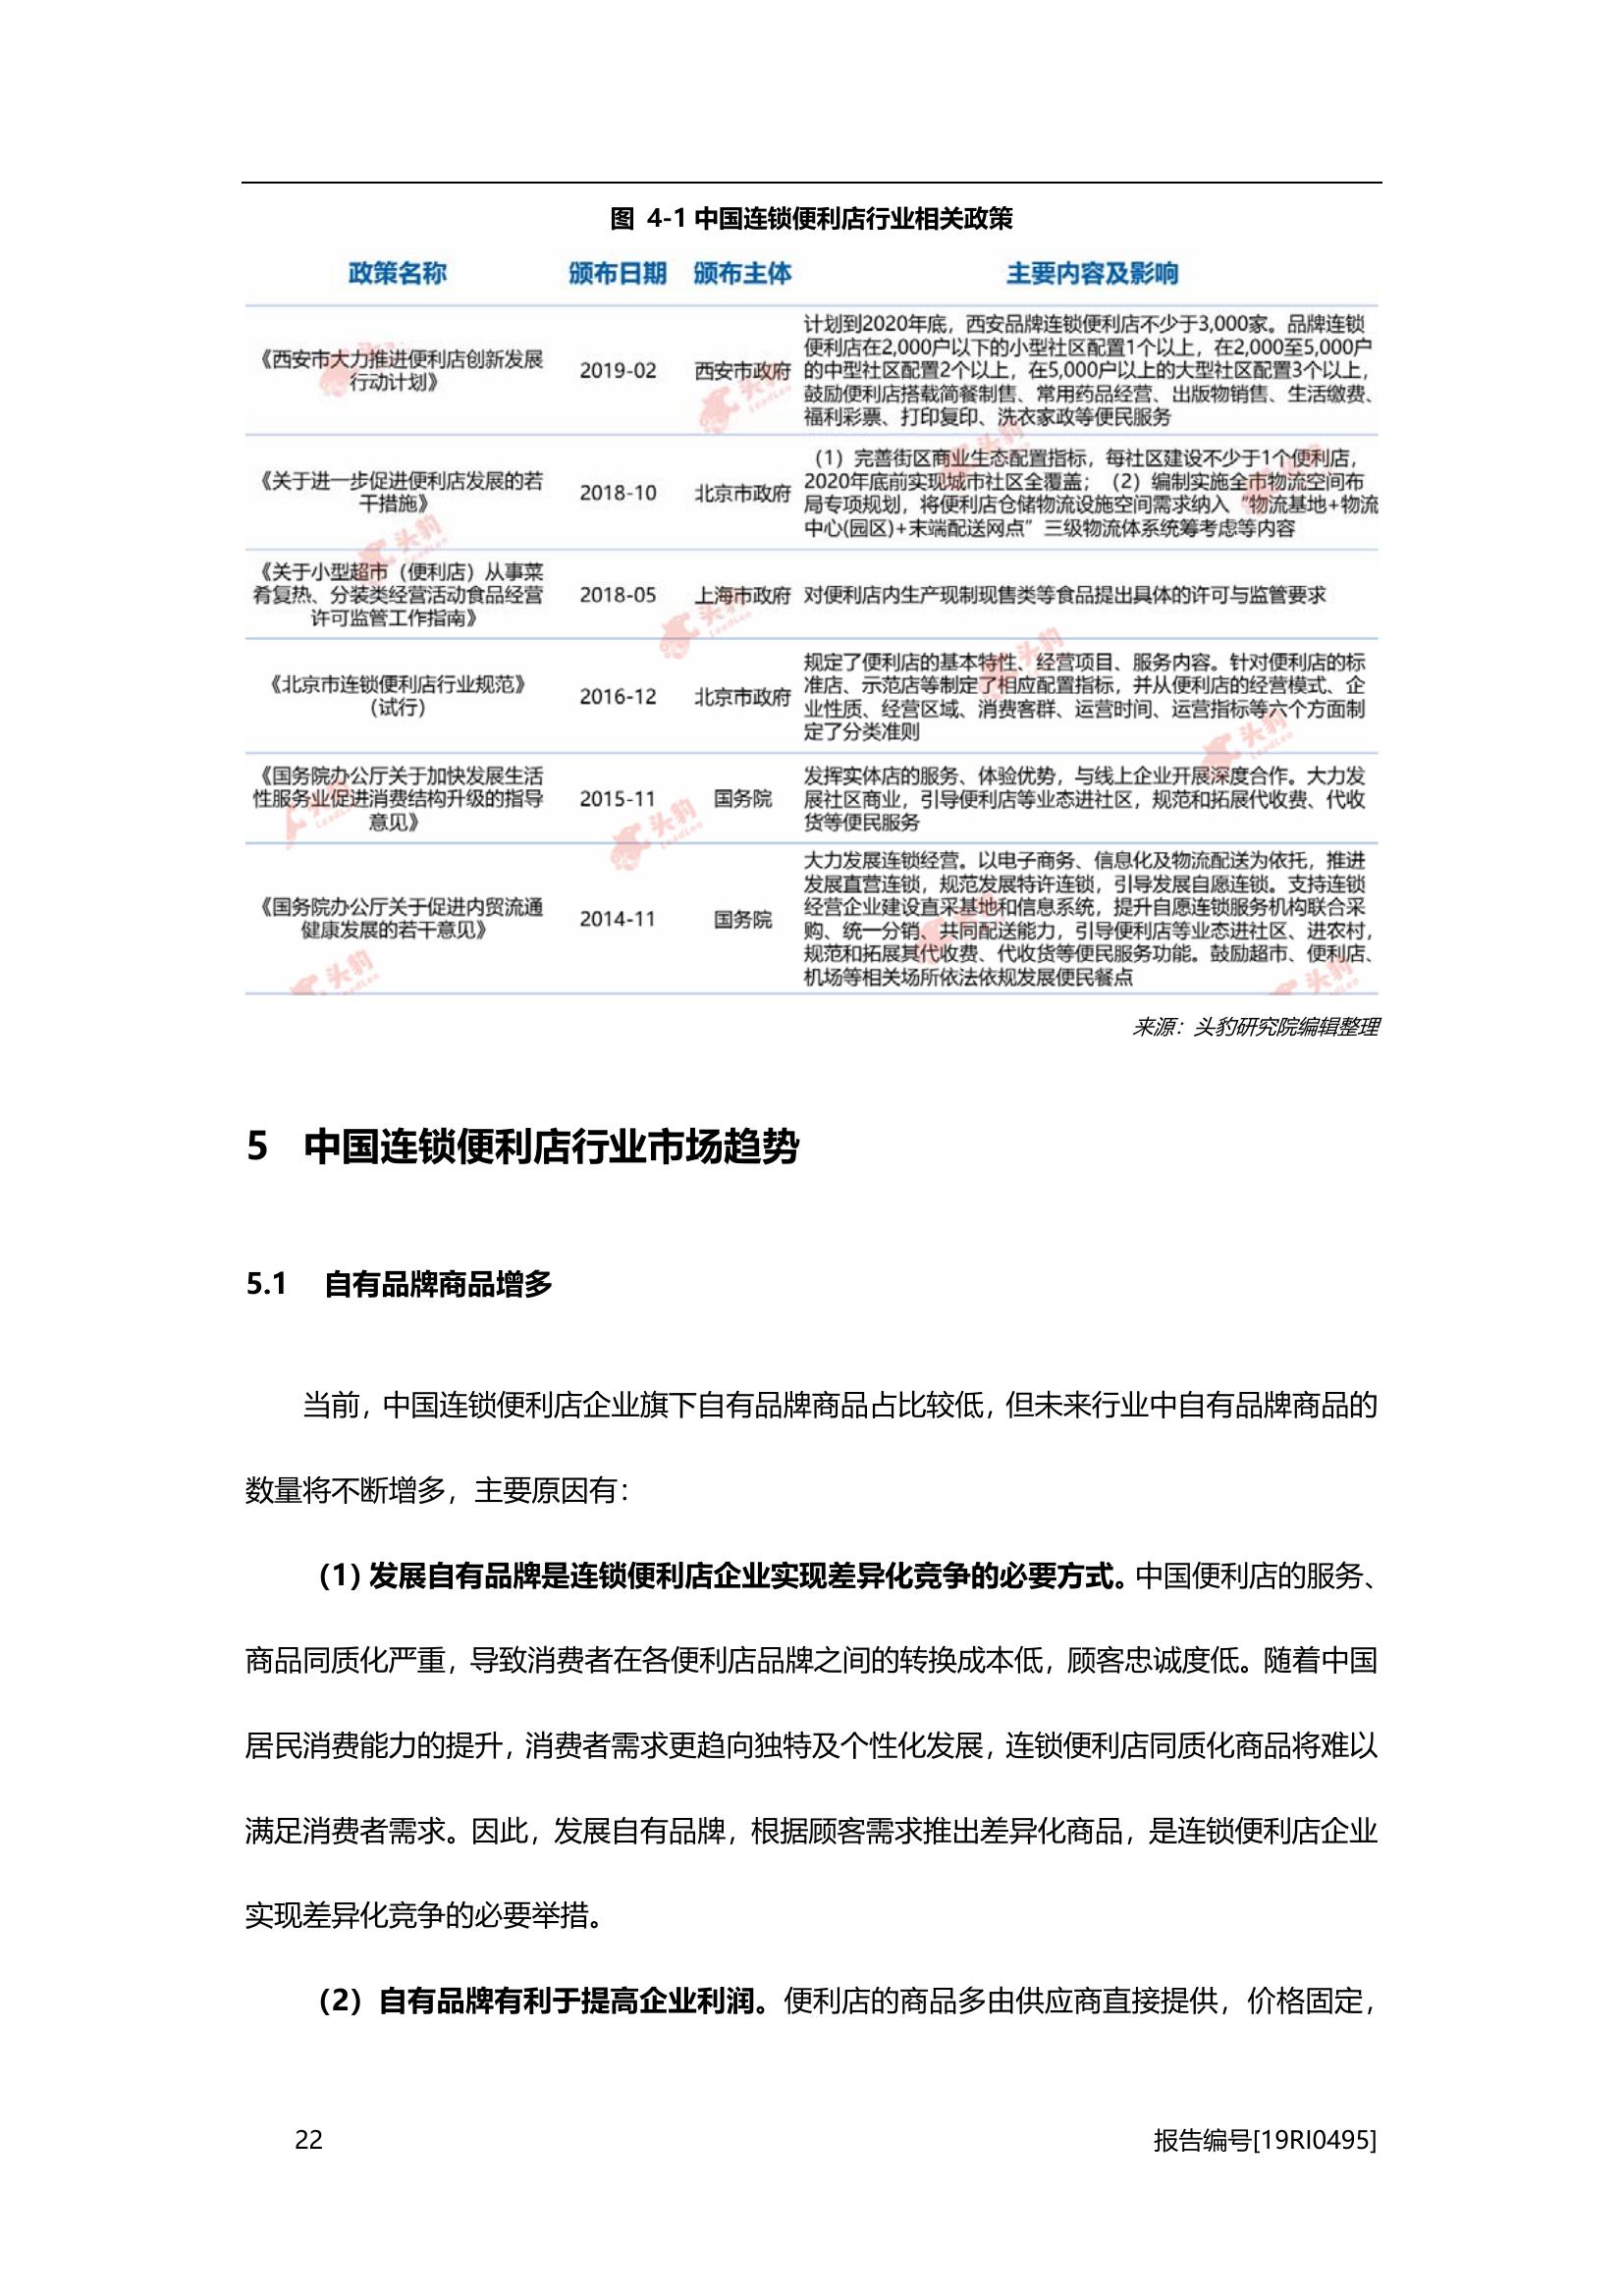 图 4-1 中国连锁便利店行业相关政策
政策名称 颁布日期 颁布主体 主要内容及影响
《西安市大力推进便利店创新发展
行动计划》
2019-02
西安市政府
计划到2020年底，西安品牌连锁便利店不少于3,000家。品牌连锁
便利店在2,000户以下的小型社区配置1个以上，在2,000至5,000户
的中型社区配置2个以上，在5,000户以上的大型社区配置3个以上，
鼓励便利店搭载简餐制售、常用药品经营、出版物销售、生活缴费、
福利彩票、打印复印、洗衣家政等便民服务
《关于进一步促进便利店发展的若
干措施》
2018-10
北京市政府
（1）完善街区商业生态配置指标，每社区建设不少于1个便利店，
2020年底前实现城市社区全覆盖；（2）编制实施全市物流空间布
局专项规划，将便利店仓储物流设施空间需求纳入“物流基地+物流
中心(园区)+末端配送网点”三级物流体系统筹考虑等内容
《关于小型超市（便利店）从事菜
肴复热、分装类经营活动食品经营
许可监管工作指南》
2018-05
上海市政府
对便利店内生产现制现售类等食品提出具体的许可与监管要求
《北京市连锁便利店行业规范》
（试行）
2016-12
北京市政府
规定了便利店的基本特性、经营项目、服务内容。针对便利店的标
准店、示范店等制定了相应配置指标，并从便利店的经营模式、企
业性质、经营区域、消费客群、运营时间、运营指标等六个方面制
定了分类准则
《国务院办公厅关于加快发展生活
性服务业促进消费结构升级的指导
意见》
2015-11
国务院
发挥实体店的服务、体验优势，与线上企业开展深度合作。大力发
展社区商业，引导便利店等业态进社区，规范和拓展代收费、代收
货等便民服务
《国务院办公厅关于促进内贸流通
健康发展的若干意见》
2014-11
国务院
大力发展连锁经营。以电子商务、信息化及物流配送为依托，推进
发展直营连锁，规范发展特许连锁，引导发展自愿连锁。支持连锁
经营企业建设直采基地和信息系统，提升自愿连锁服务机构联合采
购、统一分销、共同配送能力，引导便利店等业态进社区、进农村，
规范和拓展其代收费、代收货等便民服务功能。鼓励超市、便利店、
机场等相关场所依法依规发展便民餐点
来源：头豹研究院编辑整理
5 中国连锁便利店行业市场趋势
5.1 自有品牌商品增多
当前，中国连锁便利店企业旗下自有品牌商品占比较低，但未来行业中自有品牌商品的
数量将不断增多，主要原因有：
（1）发展自有品牌是连锁便利店企业实现差异化竞争的必要方式。中国便利店的服务、
商品同质化严重，导致消费者在各便利店品牌之间的转换成本低，顾客忠诚度低。随着中国
居民消费能力的提升，消费者需求更趋向独特及个性化发展，连锁便利店同质化商品将难以
满足消费者需求。因此，发展自有品牌，根据顾客需求推出差异化商品，是连锁便利店企业
实现差异化竞争的必要举措。
（2）自有品牌有利于提高企业利润。便利店的商品多由供应商直接提供，价格固定，
22 报告编号[19RI0495]